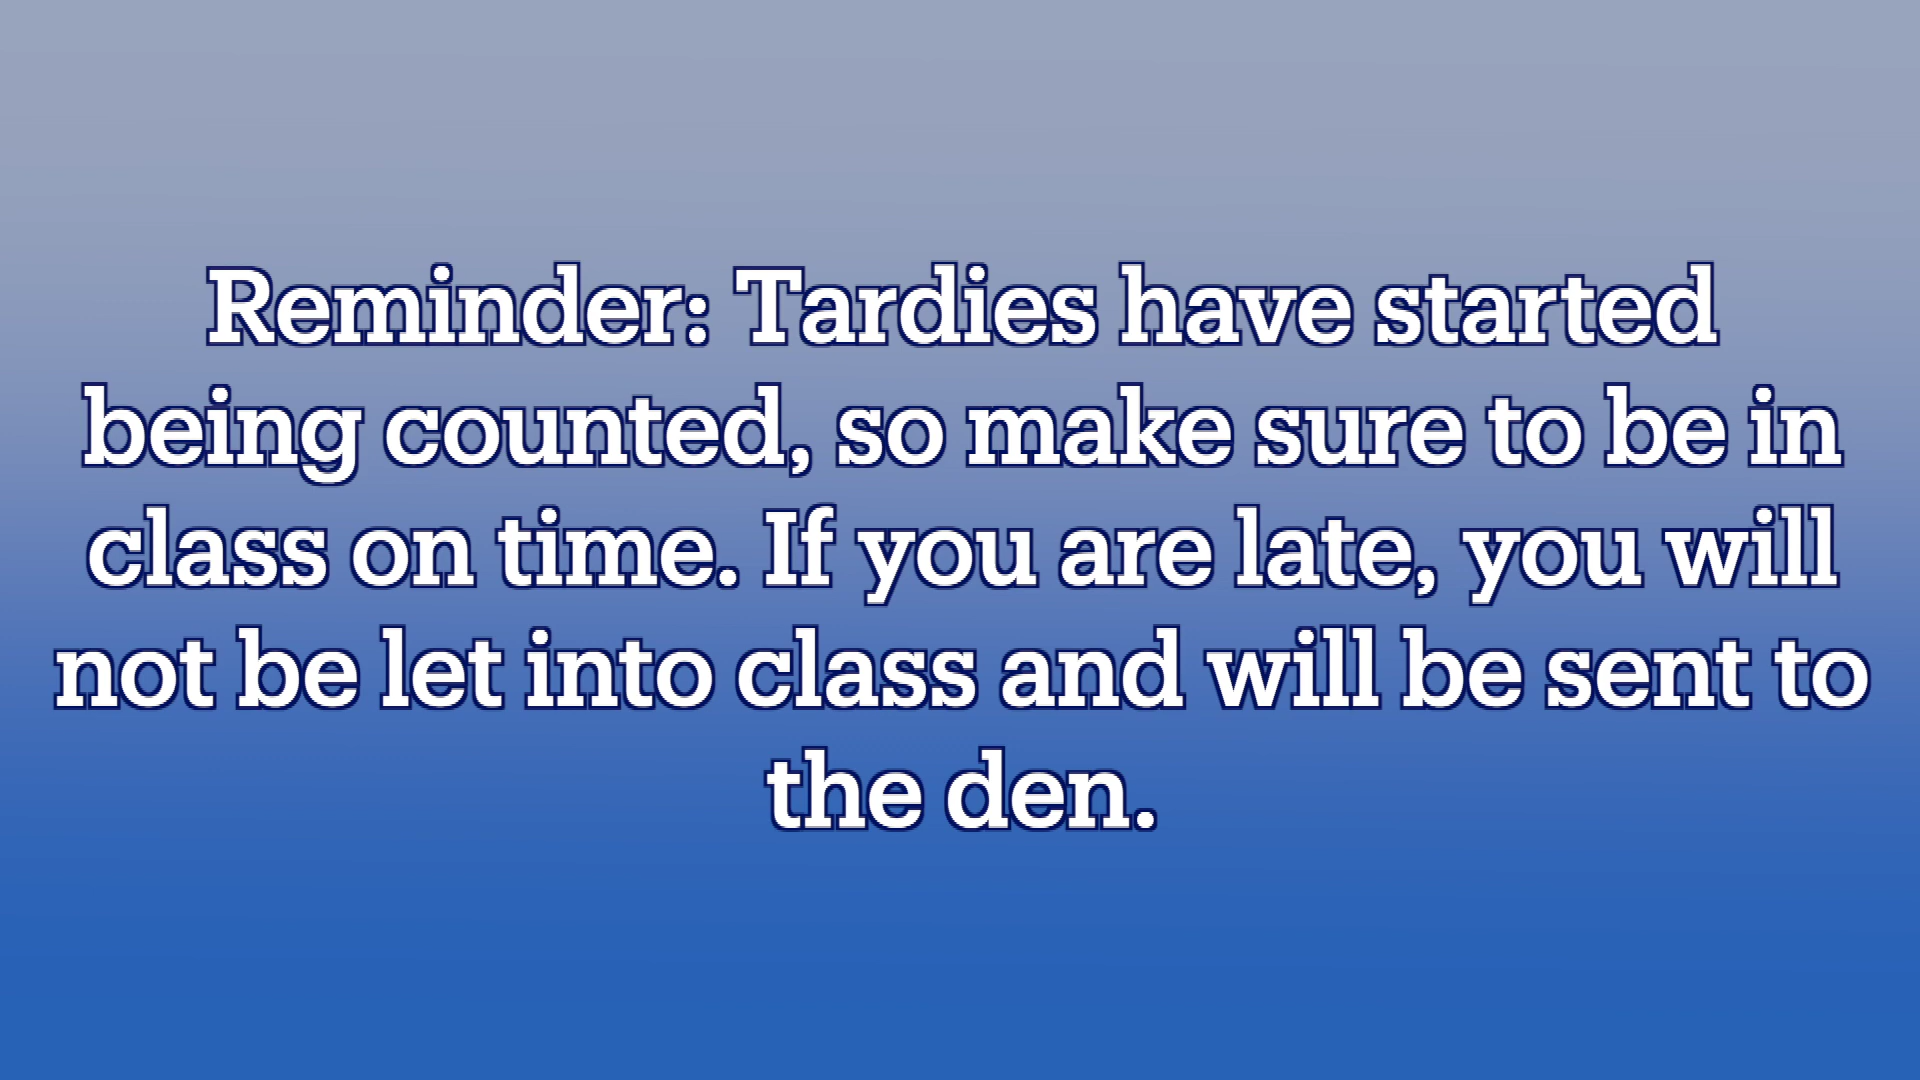 Reminder: Tardies have started
being counted, so make sure to be in
class on time. If you are late, you will
not be let into class and will be sent to
the den.